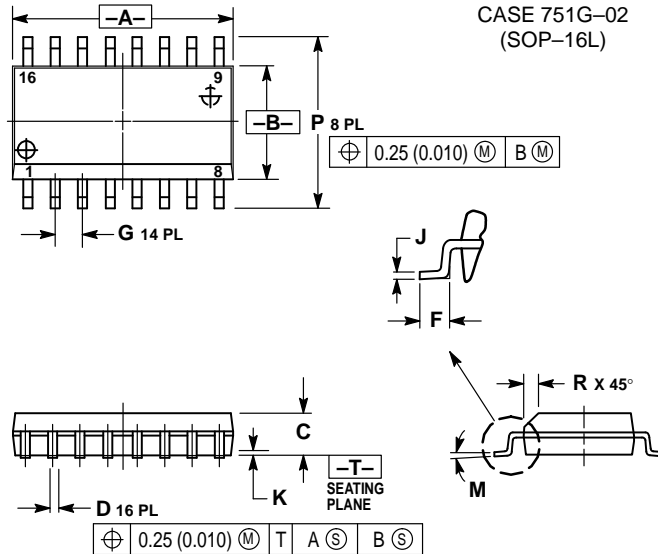 CASE 751G–02
(SOP–16L)
–A–
16
9
–B–
P 8 PL
⌖ 0.25 (0.010) Ⓜ B Ⓜ
1
8
G 14 PL
J
F
R X 45°
C
–T–
SEATING
PLANE
K
M
D 16 PL
⌖ 0.25 (0.010) Ⓜ T A Ⓢ B Ⓢ